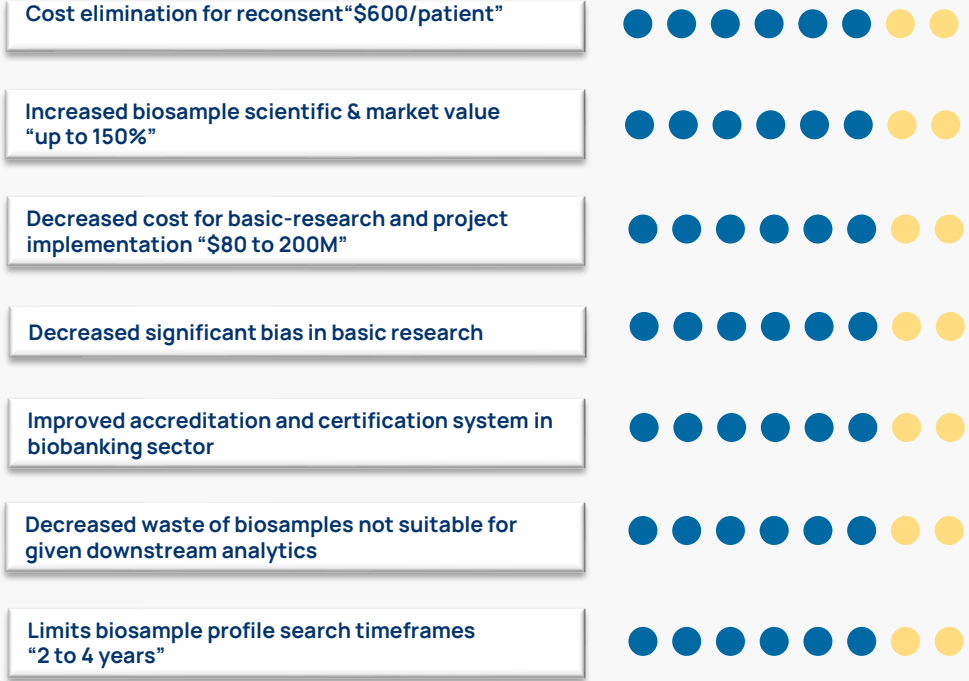 Cost elimination for reconsent“$600/patient”
Increased biosample scientific & market value
“up to 150%”
Decreased cost for basic-research and project
implementation “$80 to 200M”
Decreased significant bias in basic research
Improved accreditation and certification system in
biobanking sector
Decreased waste of biosamples not suitable for
given downstream analytics
Limits biosample profile search timeframes
“2 to 4 years”